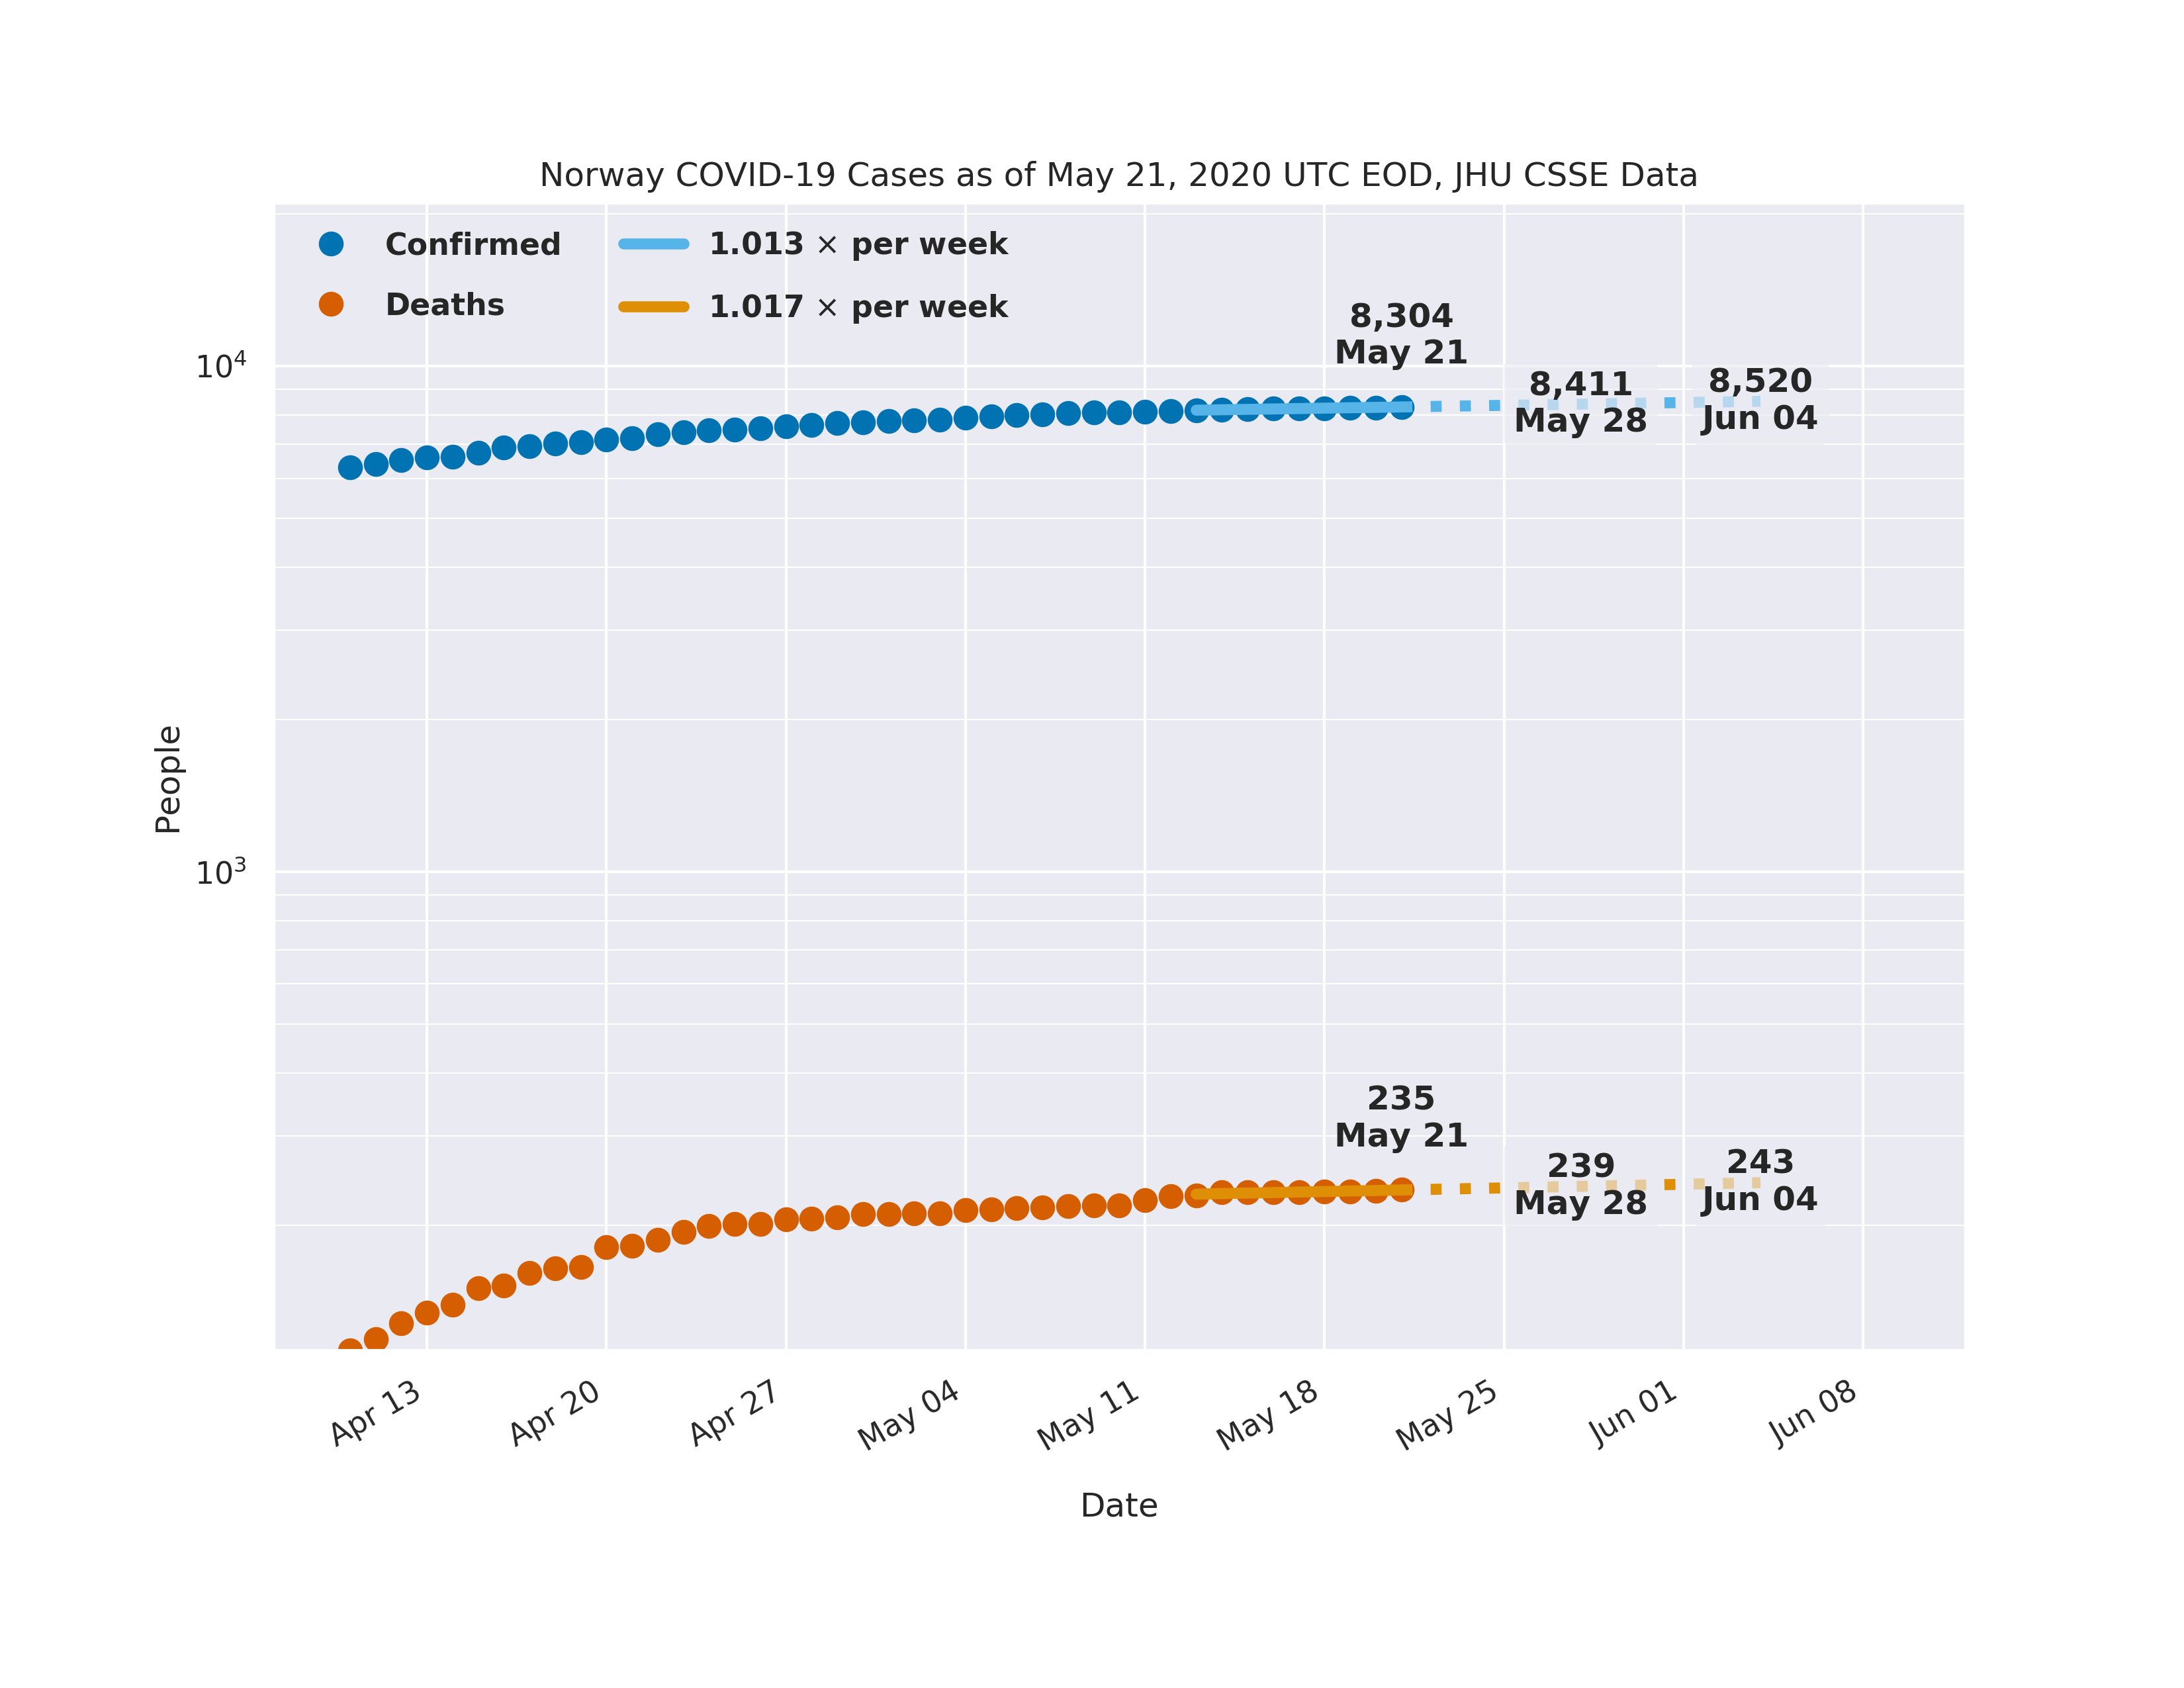 Norway COVID-19 Cases as of May 21, 2020 UTC EOD, JHU CSSE Data
Confirmed
Deaths
1.013 × per week
1.017 × per week
8,304
May 21
8,411
May 28
8,520
Jun 04
10⁴
People
10³
235
May 21
239
May 28
243
Jun 04
Apr 13
Apr 20
Apr 27
May 04
May 11
May 18
May 25
Jun 01
Jun 08
Date